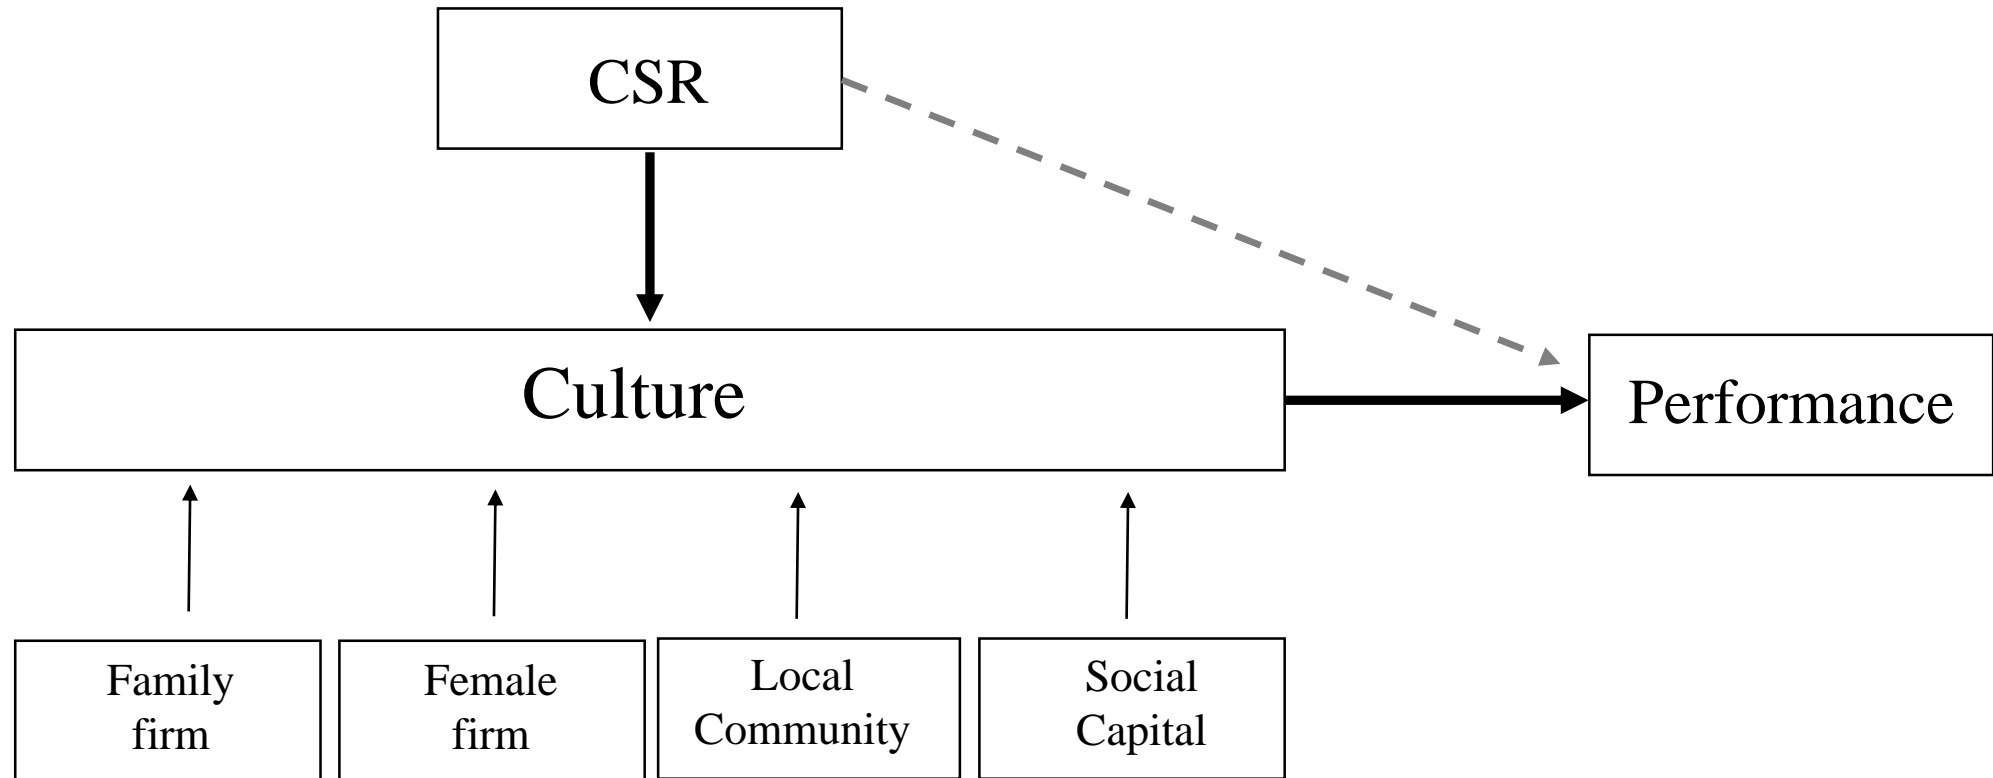 CSR
Culture
Performance
Family
firm
Female
firm
Local
Community
Social
Capital